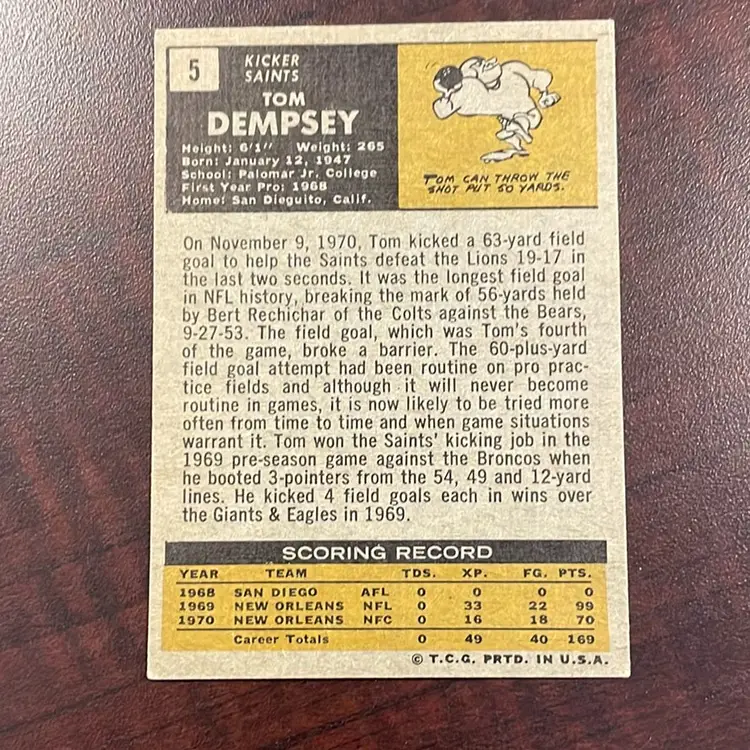 5
KICKER
SAINTS
TOM
DEMPSEY
Height: 6'1" Weight: 265
Born: January 12, 1947
School: Palomar Jr. College
First Year Pro: 1968
Home: San Dieguito, Calif.
TOM CAN THROW THE
SHOT PUT 50 YARDS.
On November 9, 1970, Tom kicked a 63-yard field
goal to help the Saints defeat the Lions 19-17 in
the last two seconds. It was the longest field goal
in NFL history, breaking the mark of 56-yards held
by Bert Rechichar of the Colts against the Bears,
9-27-53. The field goal, which was Tom's fourth
of the game, broke a barrier. The 60-plus-yard
field goal attempt had been routine on pro prac-
tice fields and although it will never become
routine in games, it is now likely to be tried more
often from time to time and when game situations
warrant it. Tom won the Saints' kicking job in the
1969 pre-season game against the Broncos when
he booted 3-pointers from the 54, 49 and 12-yard
lines. He kicked 4 field goals each in wins over
the Giants & Eagles in 1969.
SCORING RECORD
YEAR TEAM TDS. XP. FG. PTS.
1968 SAN DIEGO AFL 0 0 0 0
1969 NEW ORLEANS NFL 0 33 22 99
1970 NEW ORLEANS NFC 0 16 18 70
Career Totals 0 49 40 169
© T.C.G. PRTD. IN U.S.A.